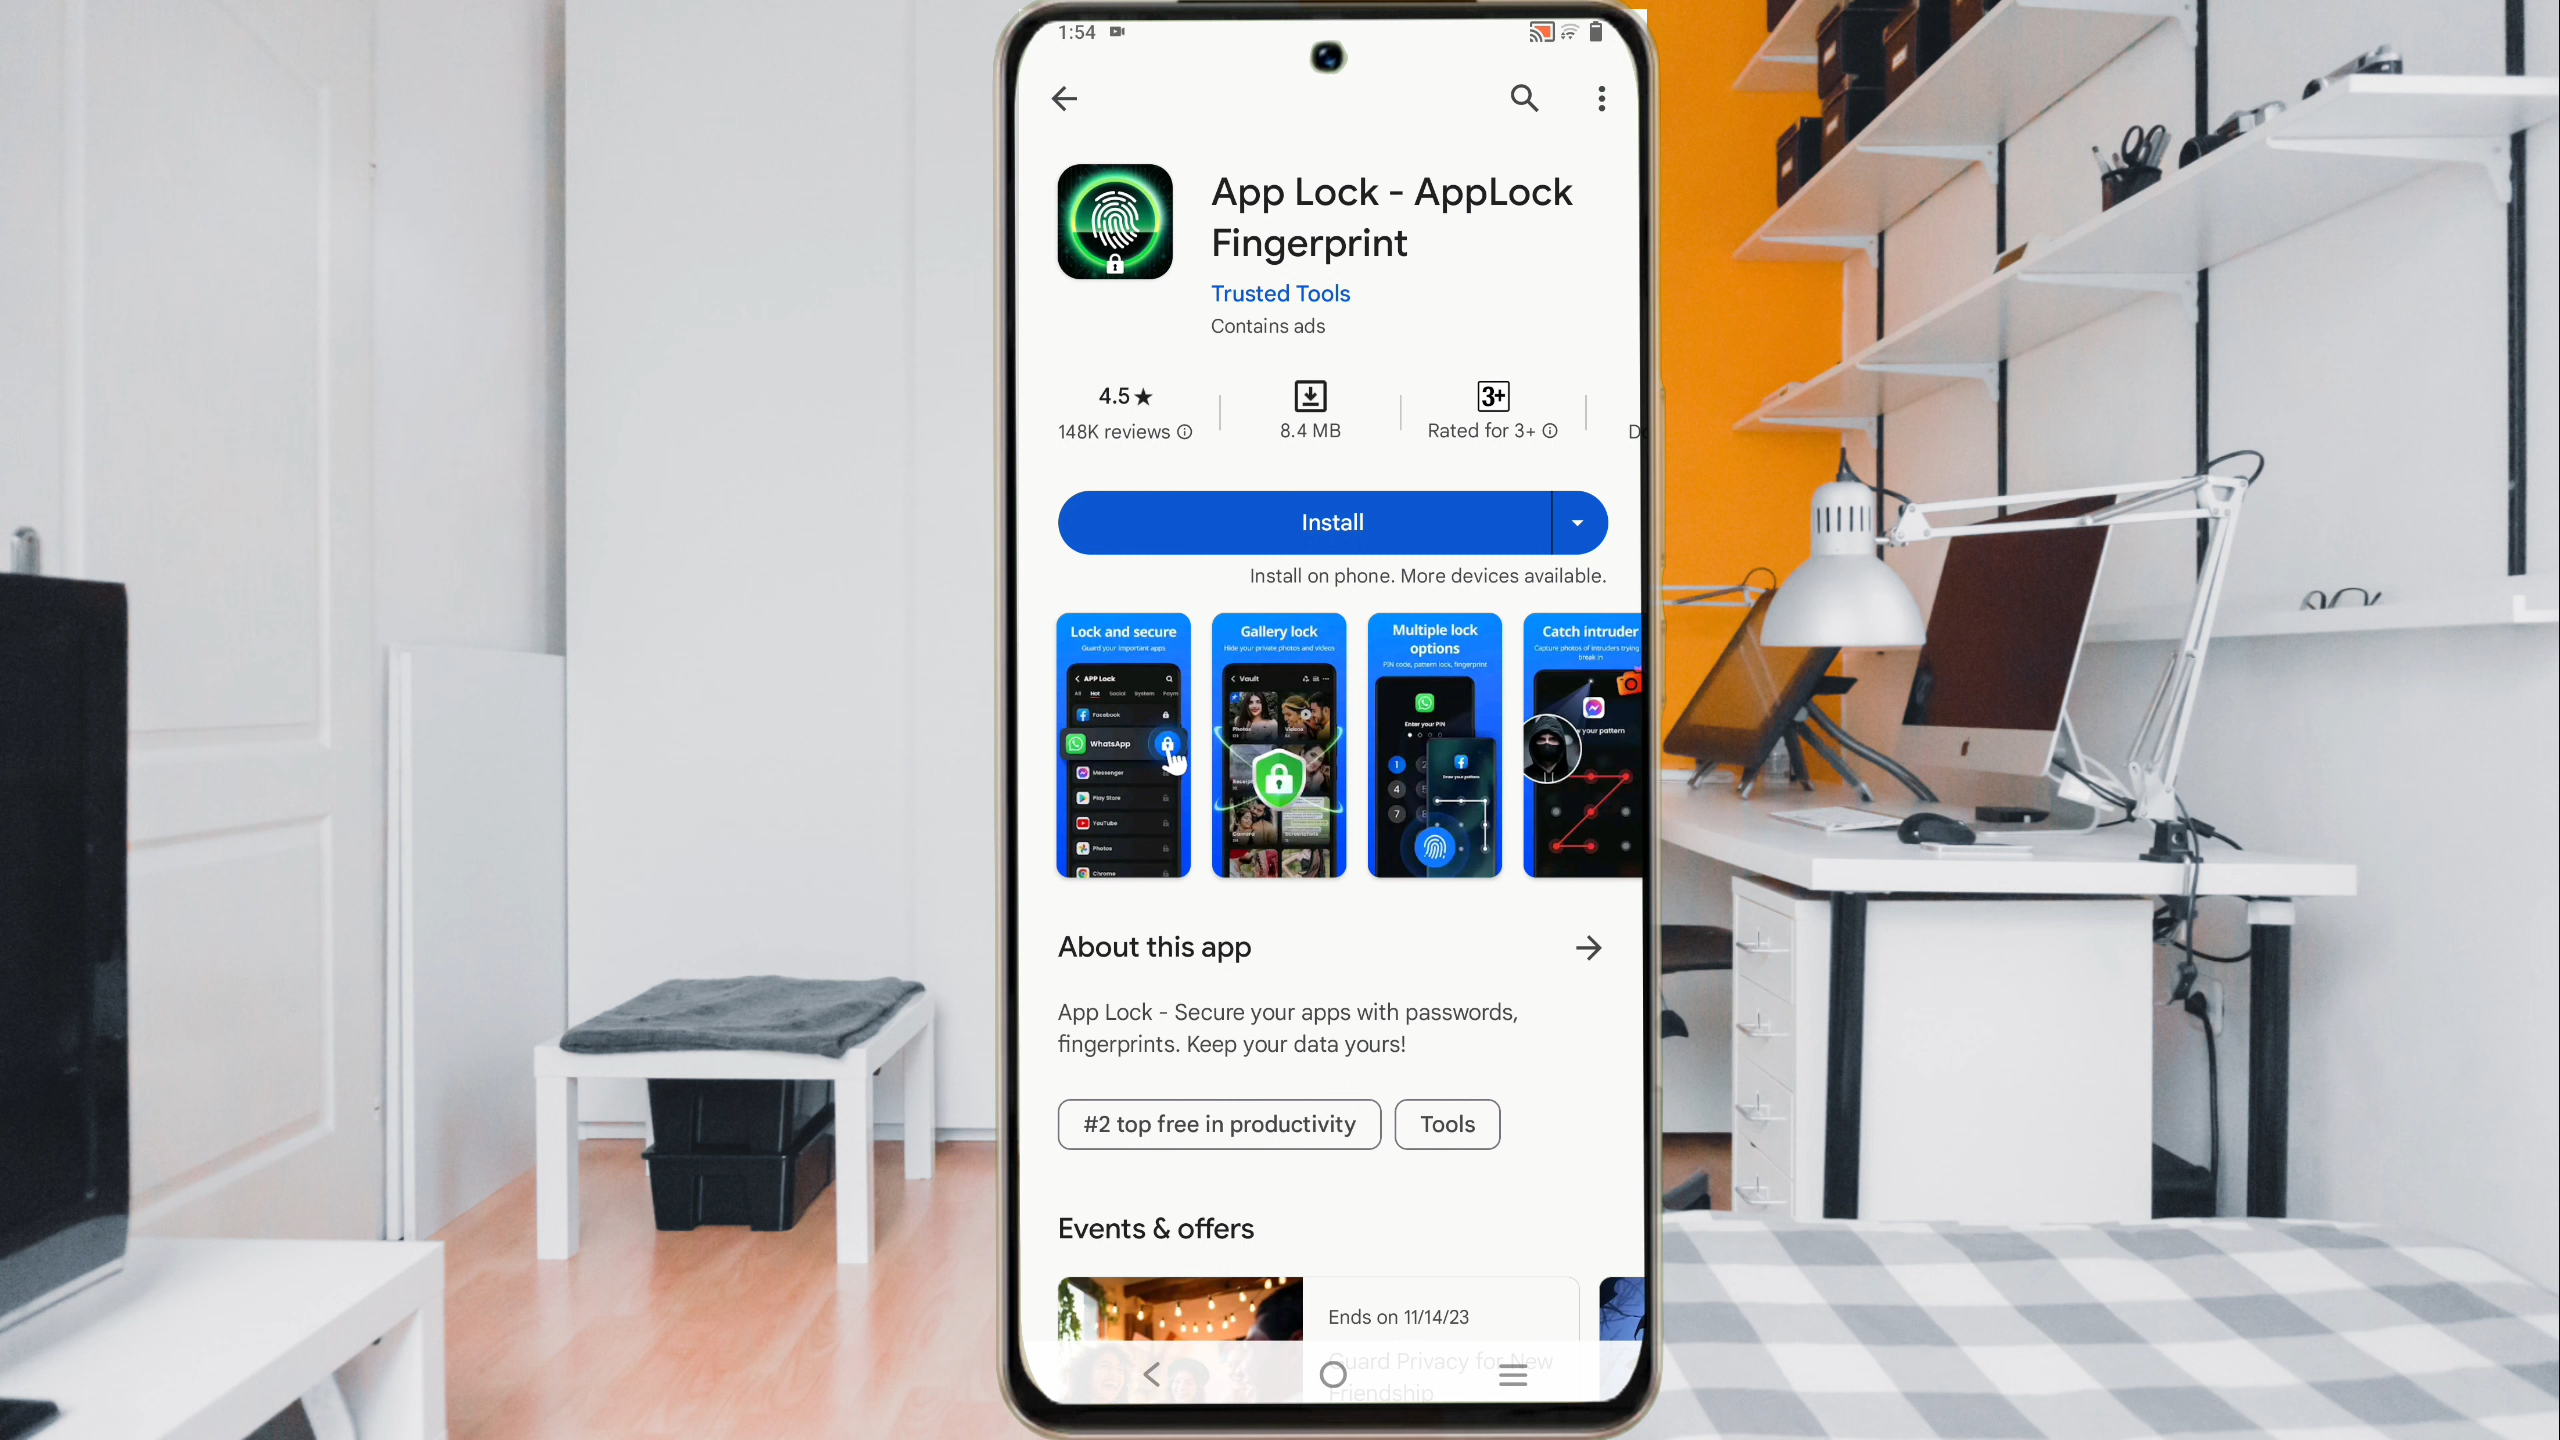 1:54
App Lock - AppLock
Fingerprint
Trusted Tools
Contains ads
4.5★
148K reviews
8.4 MB
3+
Rated for 3+
Install
Install on phone. More devices available.
Lock and secure
Guard your important apps
APP Lock
All Hot Social System
Facebook
WhatsApp
Messenger
Play Store
YouTube
Photos
Chrome
Gallery lock
Hide your private photos and videos
Vault
Photos
Videos
Camera
Multiple lock
options
PIN code, pattern lock, fingerprint
Enter your PIN
1 2
4
7
Draw your pattern
Catch intruder
Capture photos of intruders trying
break in
your pattern
About this app
App Lock - Secure your apps with passwords,
fingerprints. Keep your data yours!
#2 top free in productivity
Tools
Events & offers
Ends on 11/14/23
Guard Privacy for New
Friendship